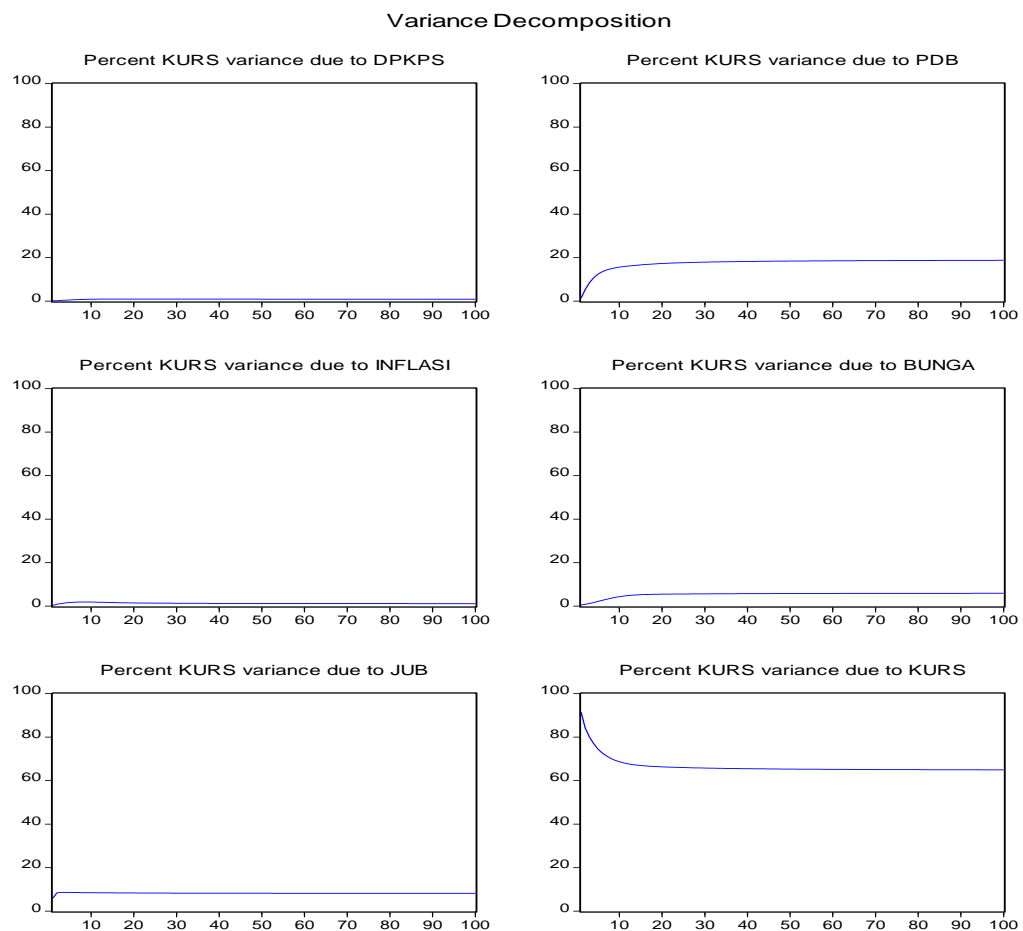 Variance Decomposition
Percent KURS variance due to DPKPS
100
80
60
40
20
0
10 20 30 40 50 60 70 80 90 100
Percent KURS variance due to PDB
100
80
60
40
20
0
10 20 30 40 50 60 70 80 90 100
Percent KURS variance due to INFLASI
100
80
60
40
20
0
10 20 30 40 50 60 70 80 90 100
Percent KURS variance due to BUNGA
100
80
60
40
20
0
10 20 30 40 50 60 70 80 90 100
Percent KURS variance due to JUB
100
80
60
40
20
0
10 20 30 40 50 60 70 80 90 100
Percent KURS variance due to KURS
100
80
60
40
20
0
10 20 30 40 50 60 70 80 90 100